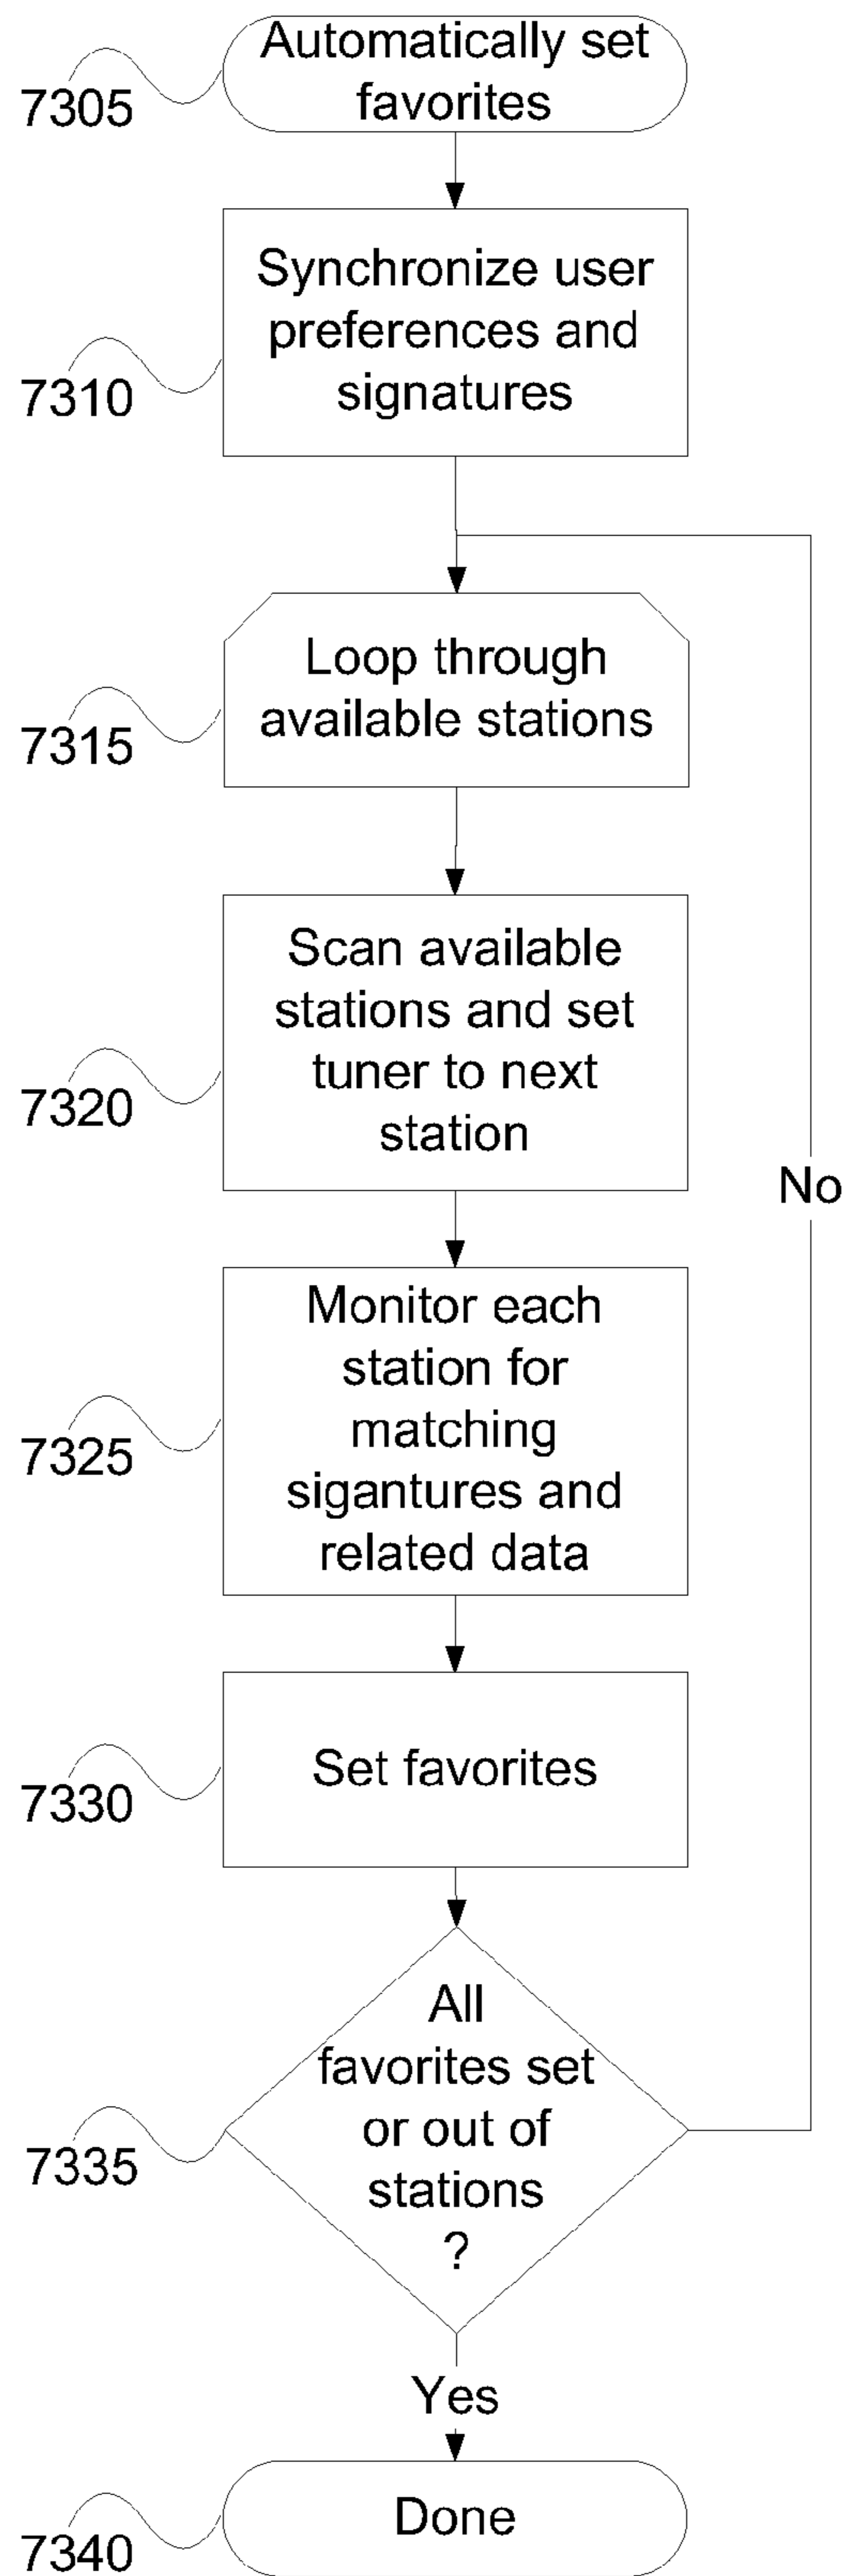 Automatically set
favorites
7305
Synchronize user
preferences and
signatures
7310
Loop through
available stations
7315
Scan available
stations and set
tuner to next
station
7320
No
Monitor each
station for
matching
sigantures and
related data
7325
Set favorites
7330
All
favorites set
or out of
stations
?
7335
Yes
Done
7340